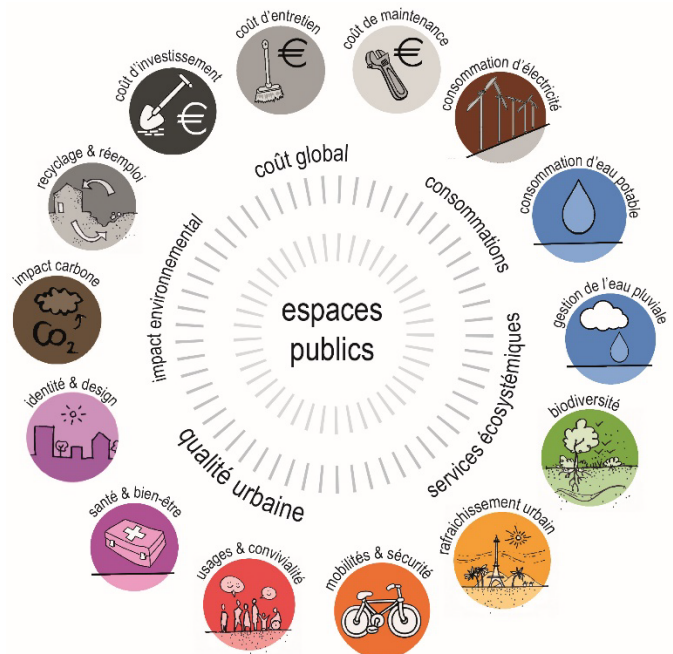 espaces
publics
coût global
consommations
services écosystémiques
qualité urbaine
impact environnemental
coût d'investissement
€
coût d'entretien
€
coût de maintenance
€
consommation d'électricité
consommation d'eau potable
gestion de l'eau pluviale
biodiversité
rafraichissement urbain
mobilités & sécurité
usages & convivialité
santé & bien-être
identité & design
impact carbone
CO2
recyclage & réemploi